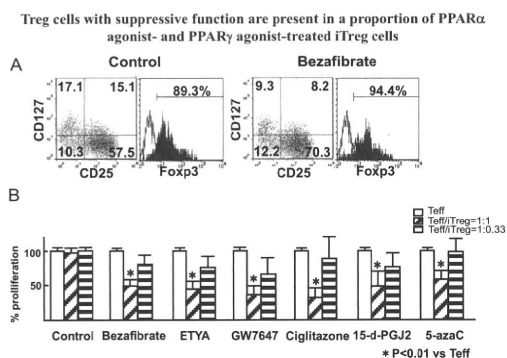 Treg cells with suppressive function are present in a proportion of PPARα
agonist- and PPARγ agonist-treated iTreg cells
A
Control
Bezafibrate
17.1 15.1
89.3%
9.3 8.2
94.4%
CD127
CD127
10.3 57.5
12.2 70.3
CD25 Foxp3
CD25 Foxp3
B
Teff
Teff/iTreg=1:1
Teff/iTreg=1:0.33
% prolliferation
100
50
* * * * * *
Control Bezafibrate ETYA GW7647 Ciglitazone 15-d-PGJ2 5-azaC
* P<0.01 vs Teff